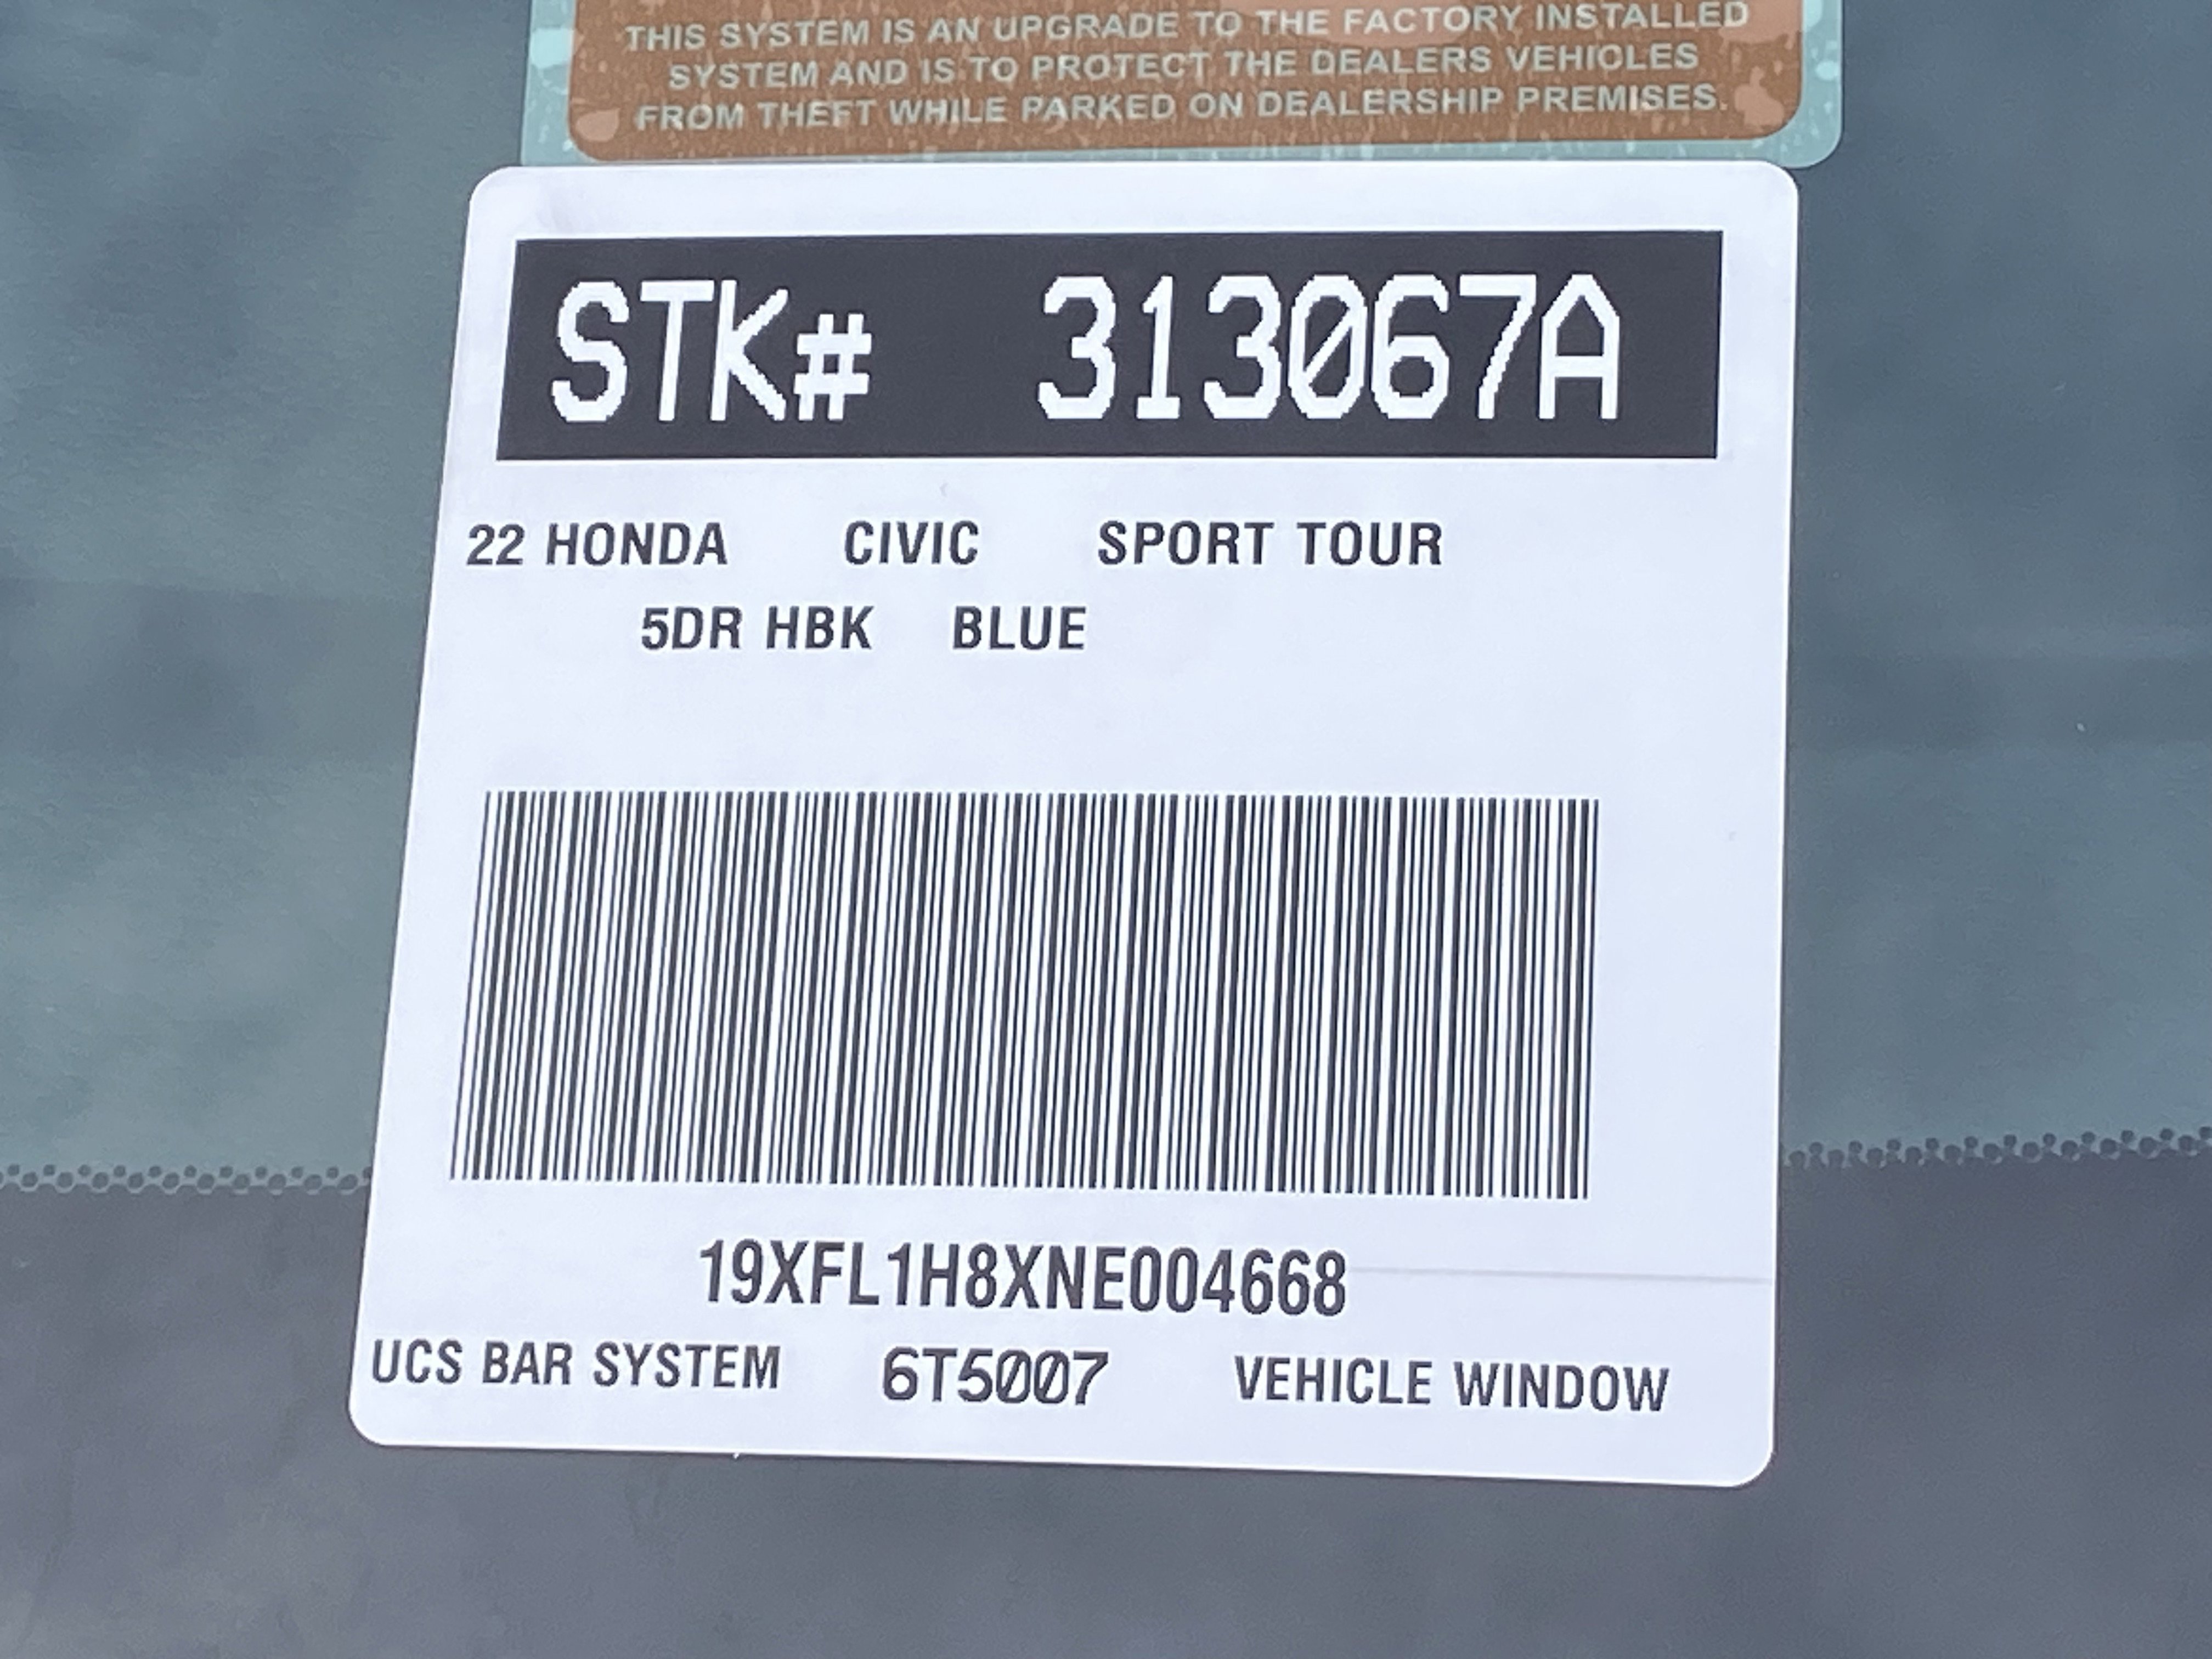 THIS SYSTEM IS AN UPGRADE TO THE FACTORY INSTALLED
SYSTEM AND IS TO PROTECT THE DEALERS VEHICLES
FROM THEFT WHILE PARKED ON DEALERSHIP PREMISES.
STK# 313067A
22 HONDA CIVIC SPORT TOUR
5DR HBK BLUE
19XFL1H8XNE004668
UCS BAR SYSTEM 6T5007 VEHICLE WINDOW